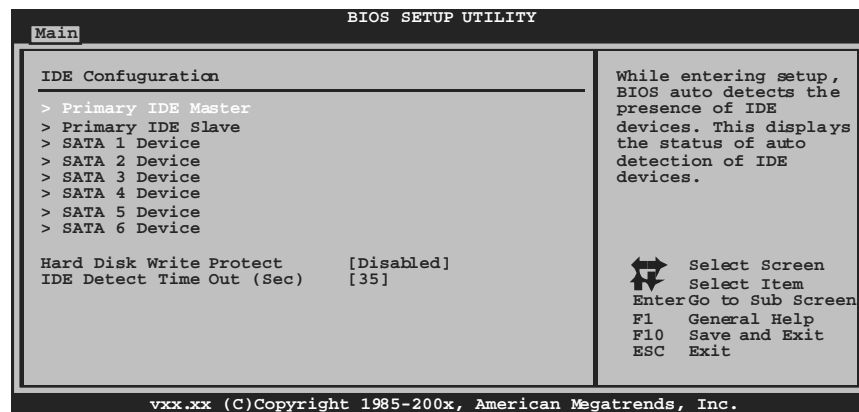 BIOS SETUP UTILITY
Main
IDE Confuguration
> Primary IDE Master
> Primary IDE Slave
> SATA 1 Device
> SATA 2 Device
> SATA 3 Device
> SATA 4 Device
> SATA 5 Device
> SATA 6 Device
Hard Disk Write Protect [Disabled]
IDE Detect Time Out (Sec) [35]
While entering setup,
BIOS auto detects the
presence of IDE
devices. This displays
the status of auto
detection of IDE
devices.
Select Screen
Select Item
Enter Go to Sub Screen
F1 General Help
F10 Save and Exit
ESC Exit
vxx.xx (C)Copyright 1985-200x, American Megatrends, Inc.